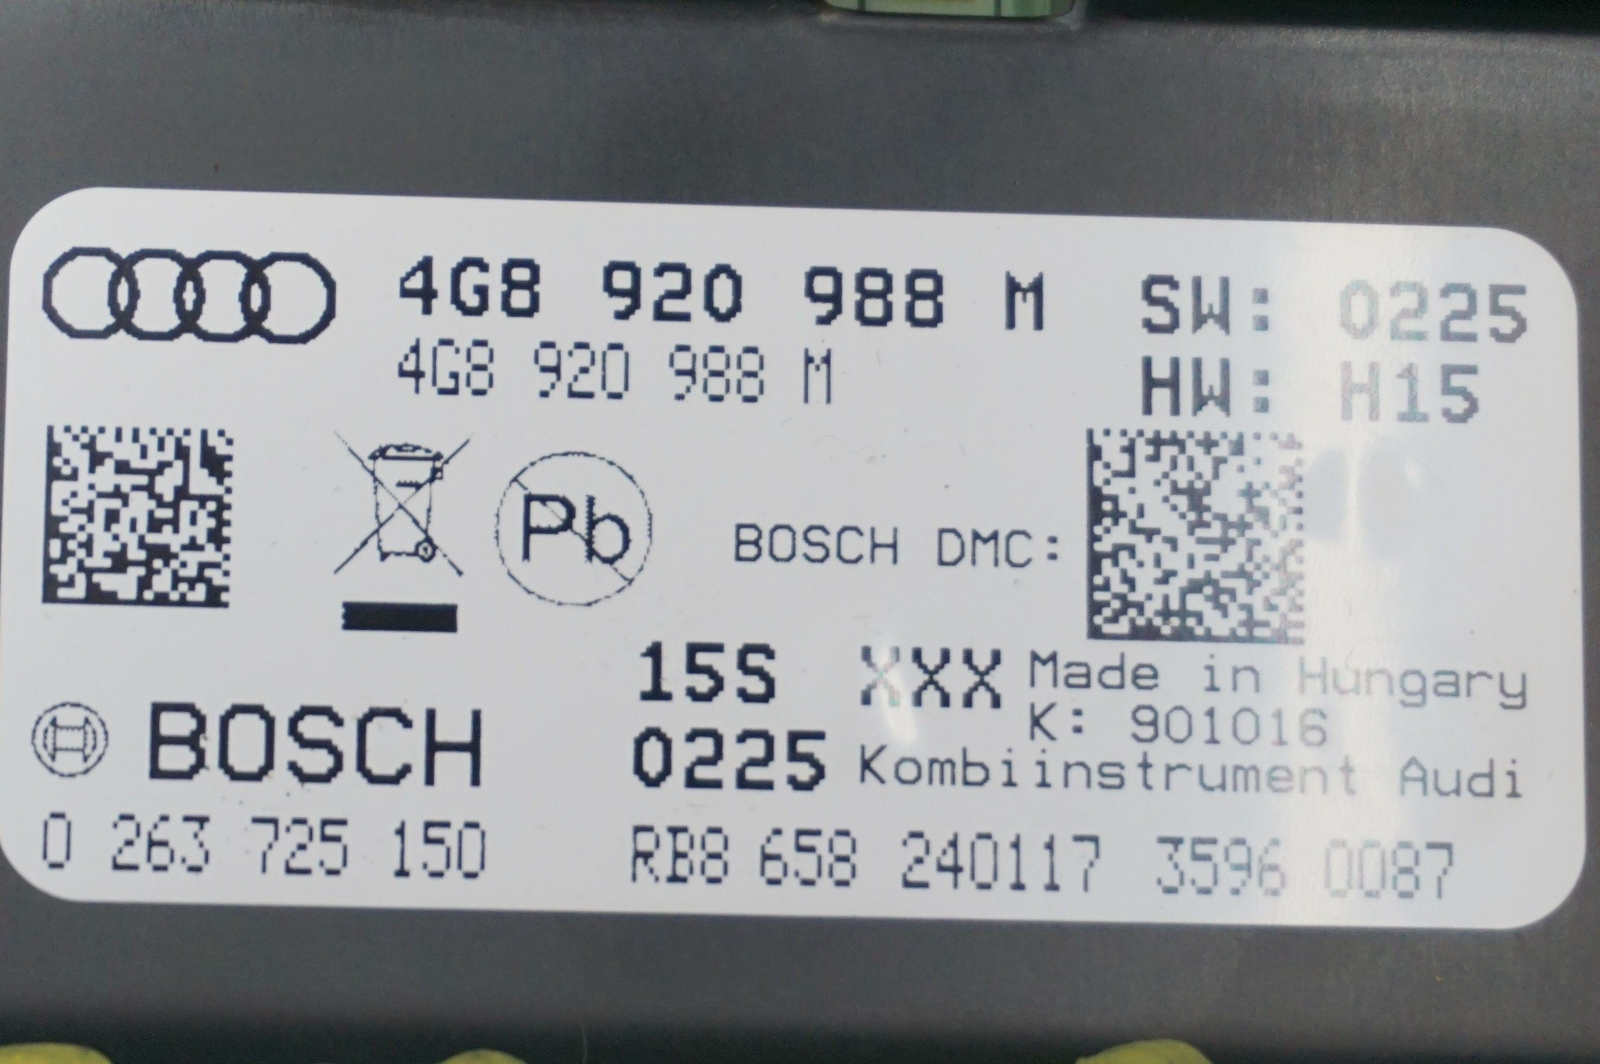 4G8 920 988 M SW: 0225
4G8 920 988 M HW: H15
Pb
BOSCH DMC:
15S XXX Made in Hungary
K: 901016
BOSCH 0225 Kombiinstrument Audi
0 263 725 150 RB8 658 240117 3596 0087